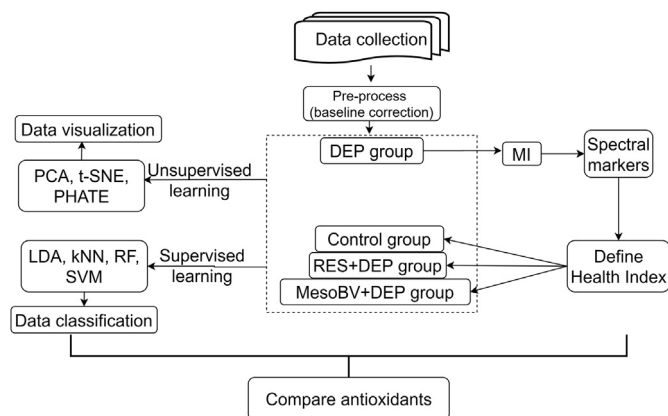 Data collection
Pre-process
(baseline correction)
Data visualization
DEP group
MI
Spectral
markers
PCA, t-SNE,
PHATE
Unsupervised
learning
Control group
RES+DEP group
MesoBV+DEP group
LDA, kNN, RF,
SVM
Supervised
learning
Define
Health Index
Data classification
Compare antioxidants